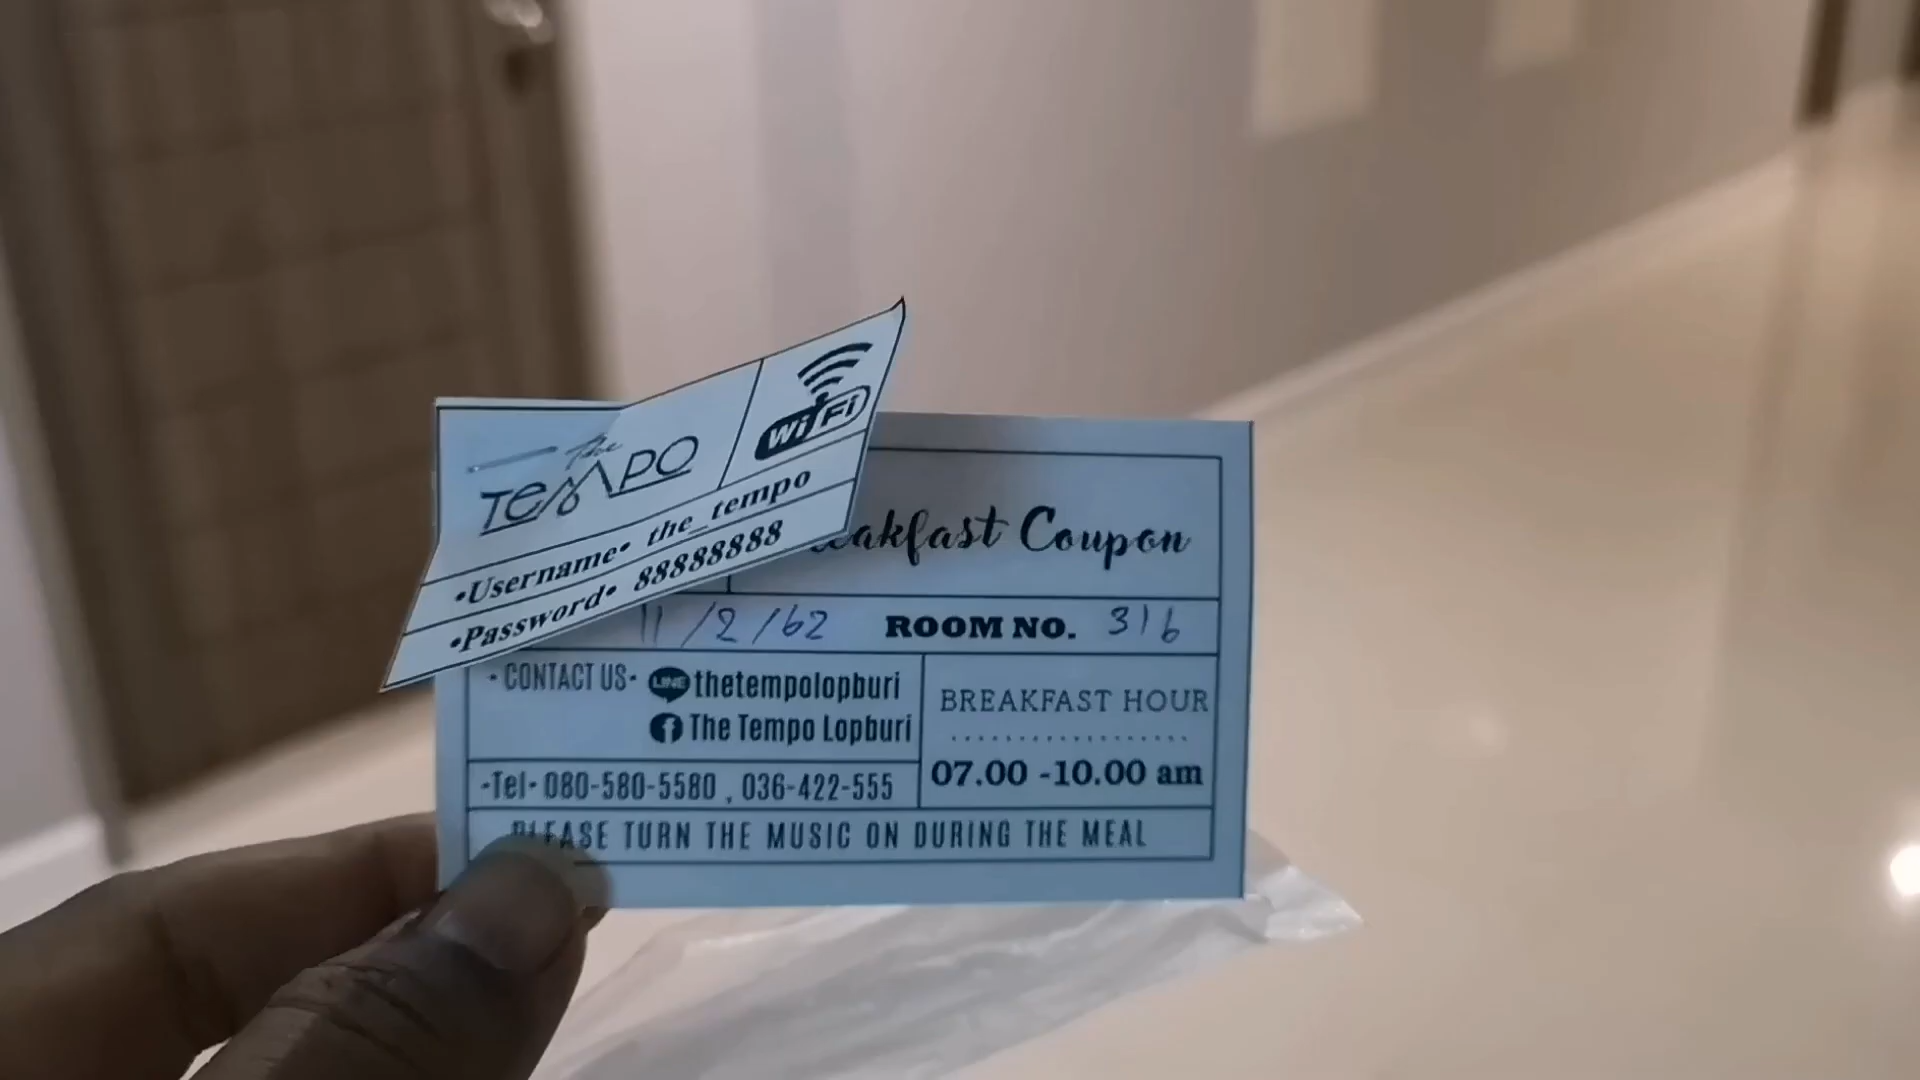 the
TEMPO
WiFi
•Username• the_tempo
•Password• 88888888
Coupon
11/2/62 ROOM NO. 316
•CONTACT US• LINE thetempolopburi
f The Tempo Lopburi
BREAKFAST HOUR
07.00 -10.00 am
•Tel• 080-580-5580 , 036-422-555
PLEASE TURN THE MUSIC ON DURING THE MEAL